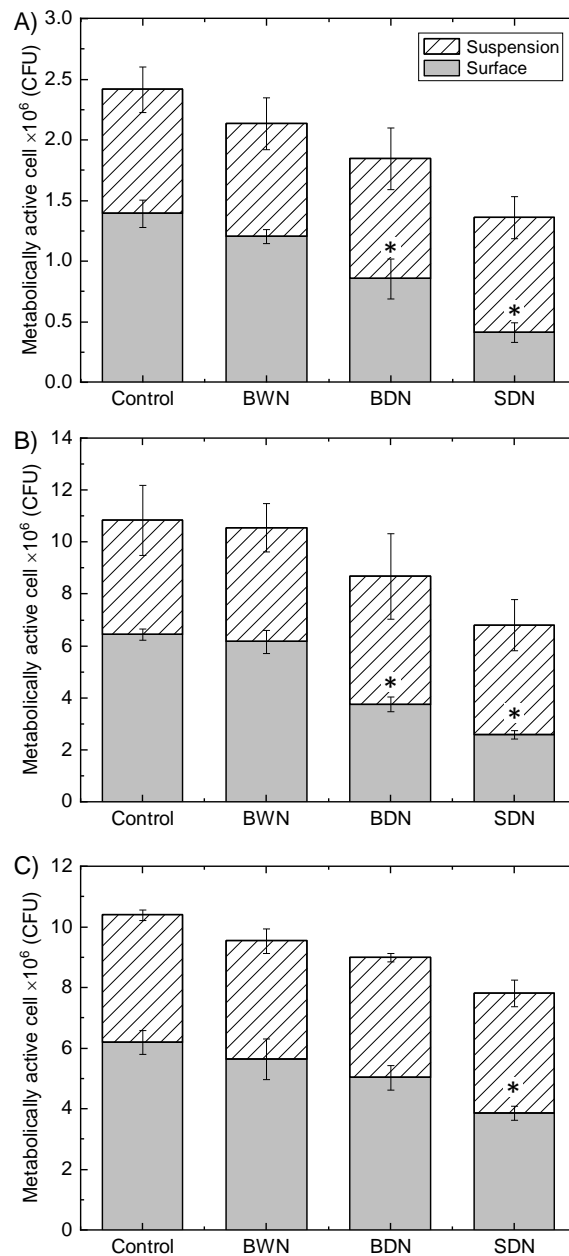 A)
Metabolically active cell ×10⁶ (CFU)
3.0
2.5
2.0
1.5
1.0
0.5
0.0
Suspension
Surface
*
*
Control BWN BDN SDN
B)
Metabolically active cell ×10⁶ (CFU)
14
12
10
8
6
4
2
0
*
*
Control BWN BDN SDN
C)
Metabolically active cell ×10⁶ (CFU)
12
10
8
6
4
2
0
*
Control BWN BDN SDN